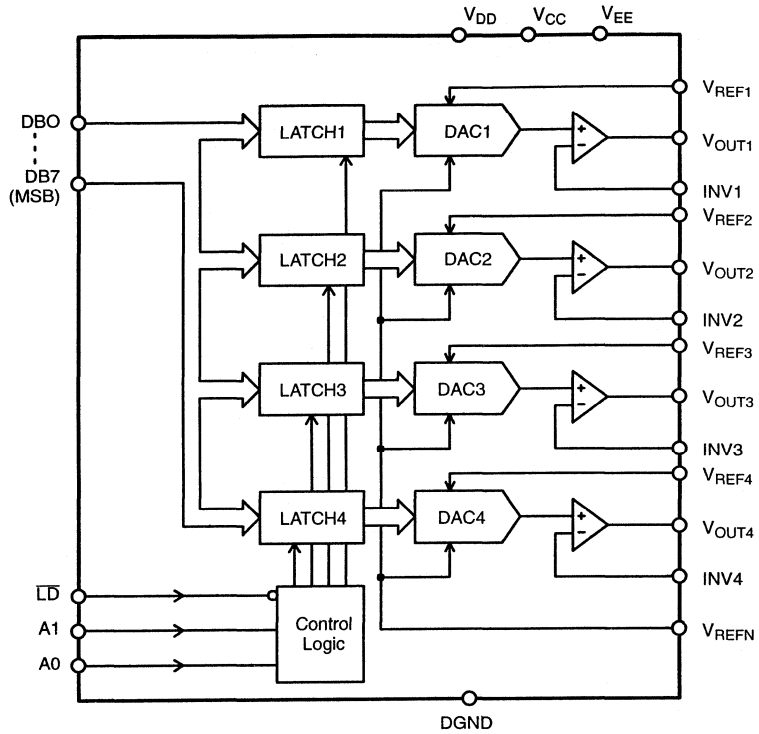 VDD VCC VEE
VREF1
DBO
LATCH1 DAC1 + − VOUT1
DB7
(MSB)
INV1
VREF2
LATCH2 DAC2 + − VOUT2
INV2
VREF3
LATCH3 DAC3 + − VOUT3
INV3
VREF4
LATCH4 DAC4 + − VOUT4
INV4
L̅D̅
A1
Control
Logic
VREFN
A0
DGND